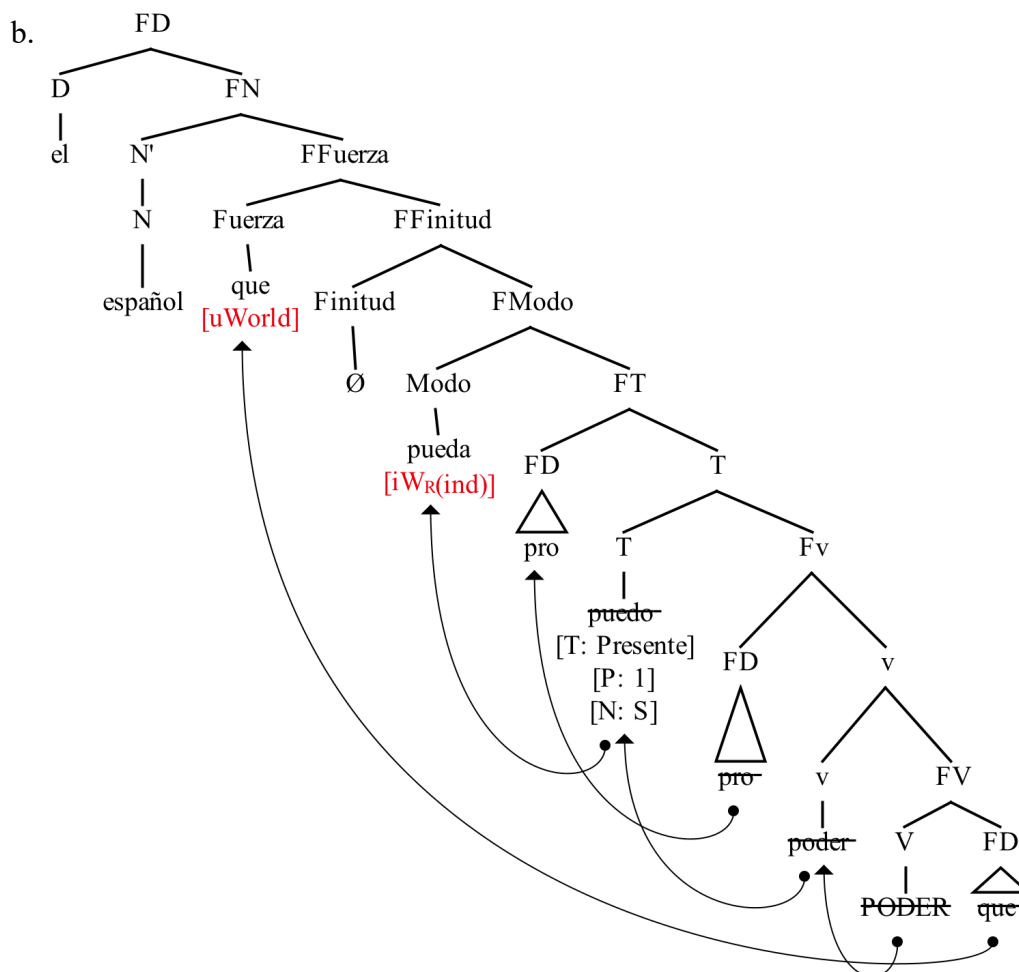 b.
FD
D FN
el N' FFuerza
N Fuerza FFinitud
español que Finitud FModo
[uWorld]
Ø Modo FT
pueda FD T
[iWR(ind)]
pro T Fv
puedo
[T: Presente]
[P: 1] FD v
[N: S]
pro v FV
poder V FD
PODER que